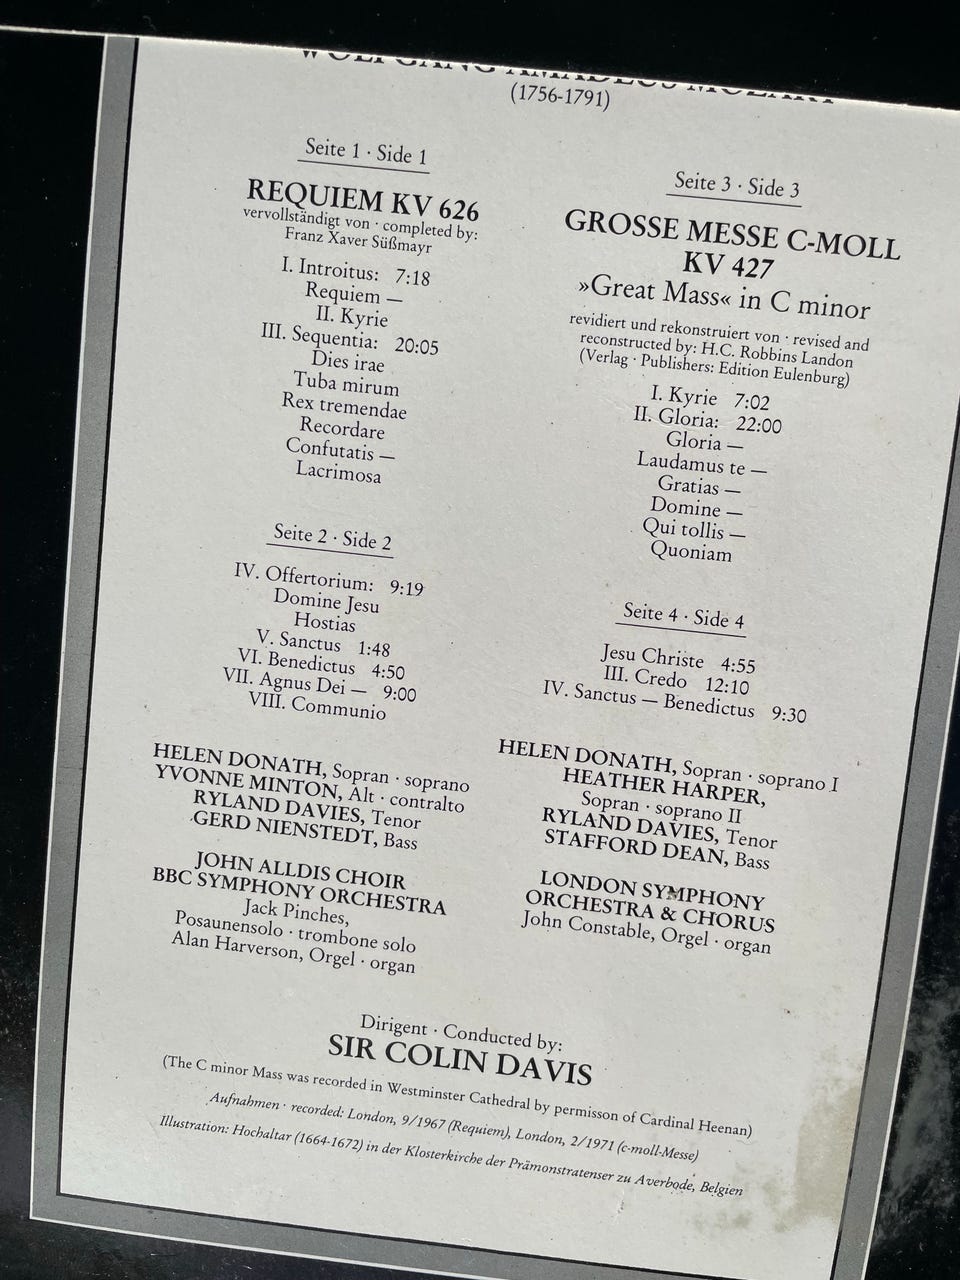 WOLFGANG AMADEUS MOZART
(1756-1791)
Seite 1 · Side 1
REQUIEM KV 626
vervollständigt von · completed by:
Franz Xaver Süßmayr
I. Introitus: 7:18
Requiem —
II. Kyrie
III. Sequentia: 20:05
Dies irae
Tuba mirum
Rex tremendae
Recordare
Confutatis —
Lacrimosa
Seite 2 · Side 2
IV. Offertorium: 9:19
Domine Jesu
Hostias
V. Sanctus 1:48
VI. Benedictus 4:50
VII. Agnus Dei — 9:00
VIII. Communio
HELEN DONATH, Sopran · soprano
YVONNE MINTON, Alt · contralto
RYLAND DAVIES, Tenor
GERD NIENSTEDT, Bass
JOHN ALLDIS CHOIR
BBC SYMPHONY ORCHESTRA
Jack Pinches,
Posaunensolo · trombone solo
Alan Harverson, Orgel · organ
Seite 3 · Side 3
GROSSE MESSE C-MOLL
KV 427
»Great Mass« in C minor
revidiert und rekonstruiert von · revised and
reconstructed by: H.C. Robbins Landon
(Verlag · Publishers: Edition Eulenburg)
I. Kyrie 7:02
II. Gloria: 22:00
Gloria —
Laudamus te —
Gratias —
Domine —
Qui tollis —
Quoniam
Seite 4 · Side 4
Jesu Christe 4:55
III. Credo 12:10
IV. Sanctus — Benedictus 9:30
HELEN DONATH, Sopran · soprano I
HEATHER HARPER,
Sopran · soprano II
RYLAND DAVIES, Tenor
STAFFORD DEAN, Bass
LONDON SYMPHONY
ORCHESTRA & CHORUS
John Constable, Orgel · organ
Dirigent · Conducted by:
SIR COLIN DAVIS
(The C minor Mass was recorded in Westminster Cathedral by permisson of Cardinal Heenan)
Aufnahmen · recorded: London, 9/1967 (Requiem), London, 2/1971 (c-moll-Messe)
Illustration: Hochaltar (1664-1672) in der Klosterkirche der Prämonstratenser zu Averbode, Belgien